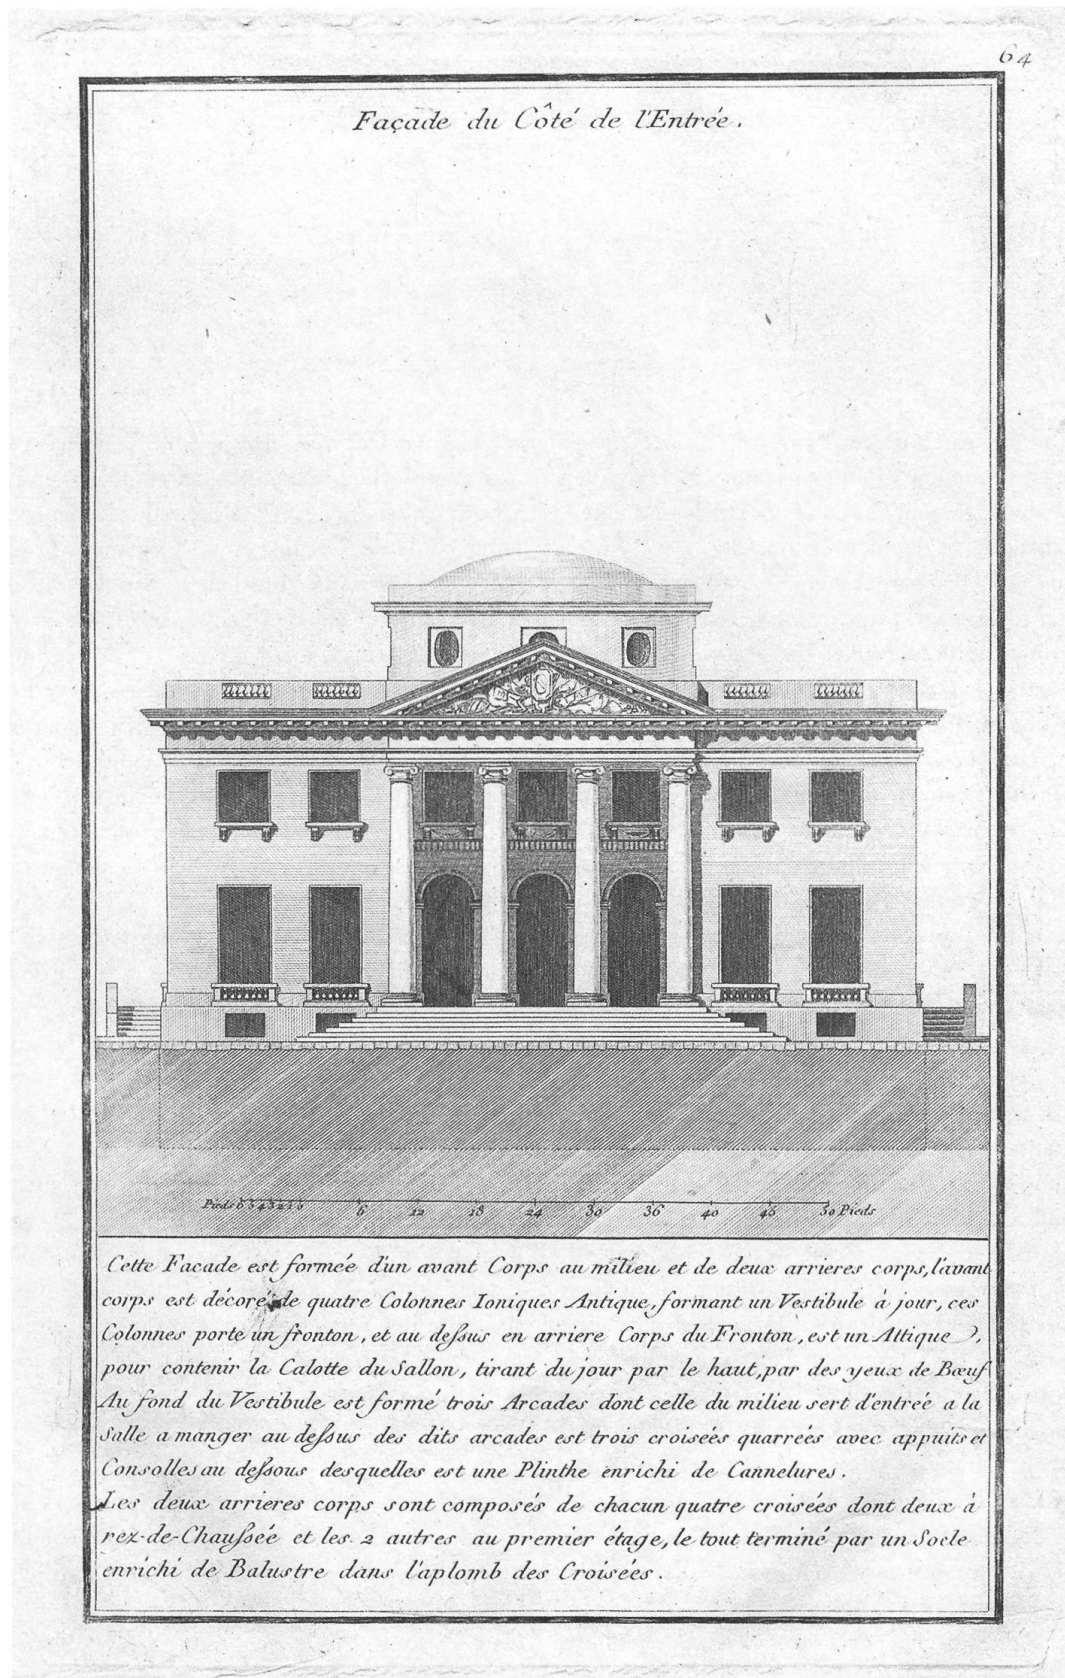 64
Façade du Côté de l'Entrée.
Pieds 6 5 4 3 2 1 0 6 12 18 24 30 36 40 46 50 Pieds
Cette Facade est formée d'un avant Corps au milieu et de deux arrieres corps, l'avant
corps est décoré de quatre Colonnes Ioniques Antique, formant un Vestibule à jour, ces
Colonnes porte un fronton, et au deſsus en arriere Corps du Fronton, est un Attique,
pour contenir la Calotte du Sallon, tirant du jour par le haut, par des yeux de Bœuf
Au fond du Vestibule est formé trois Arcades dont celle du milieu sert d'entreé a la
Salle a manger au deſsus des dits arcades est trois croisées quarrées avec appuits et
Consolles au deſsous desquelles est une Plinthe enrichi de Cannelures.
Les deux arrieres corps sont composés de chacun quatre croisées dont deux à
rez-de-Chauſseé et les 2 autres au premier étage, le tout terminé par un Socle
enrichi de Balustre dans l'aplomb des Croisées.